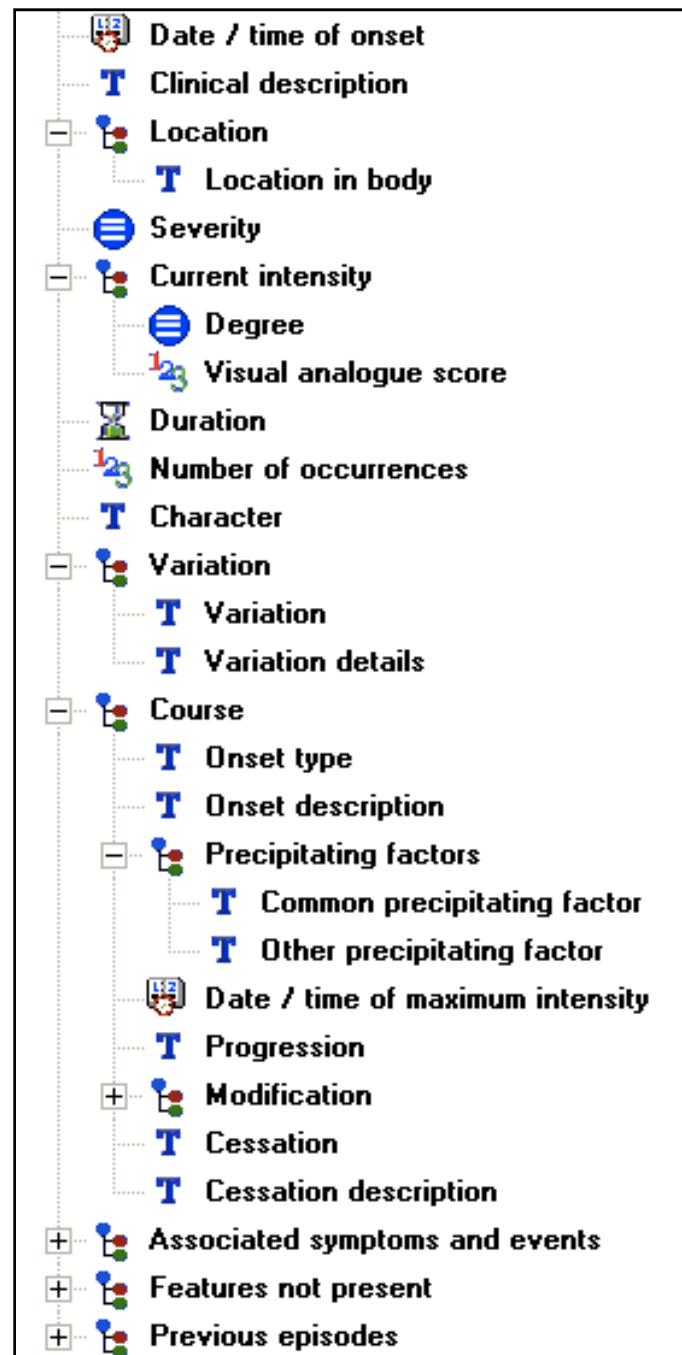 Date / time of onset
T Clinical description
Location
T Location in body
Severity
Current intensity
Degree
123 Visual analogue score
Duration
123 Number of occurrences
T Character
Variation
T Variation
T Variation details
Course
T Onset type
T Onset description
Precipitating factors
T Common precipitating factor
T Other precipitating factor
Date / time of maximum intensity
T Progression
Modification
T Cessation
T Cessation description
Associated symptoms and events
Features not present
Previous episodes